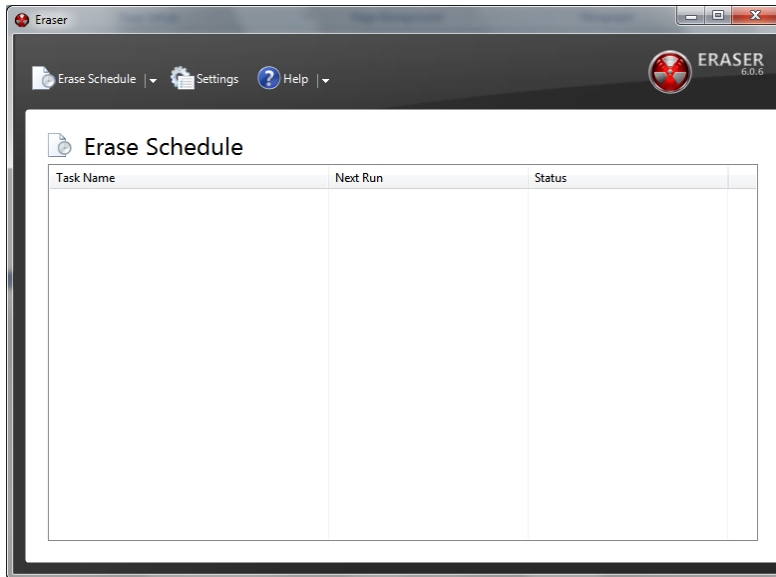 Eraser
Erase Schedule
Settings
Help
ERASER
6.0.6
Erase Schedule
Task Name Next Run Status